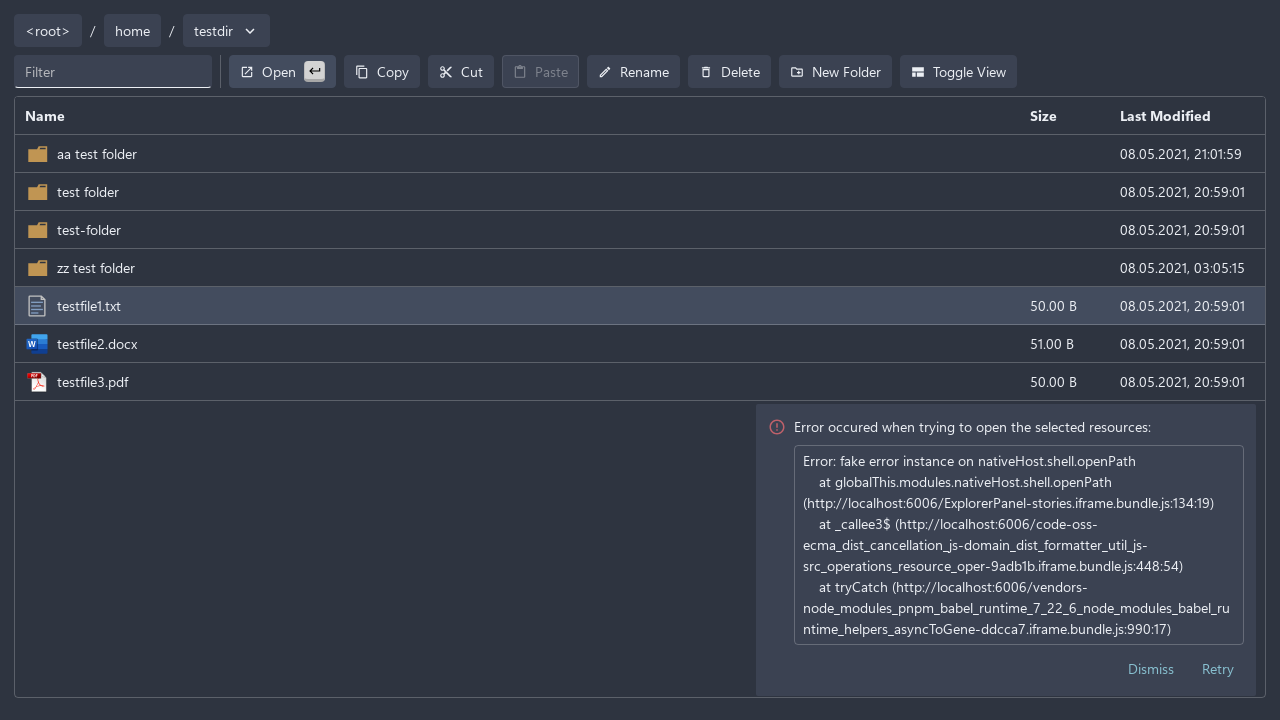 <root> / home / testdir
Filter Open Copy Cut Paste Rename Delete New Folder Toggle View
Name Size Last Modified
aa test folder 08.05.2021, 21:01:59
test folder 08.05.2021, 20:59:01
test-folder 08.05.2021, 20:59:01
zz test folder 08.05.2021, 03:05:15
testfile1.txt 50.00 B 08.05.2021, 20:59:01
W testfile2.docx 51.00 B 08.05.2021, 20:59:01
PDF testfile3.pdf 50.00 B 08.05.2021, 20:59:01
Error occured when trying to open the selected resources:
Error: fake error instance on nativeHost.shell.openPath
at globalThis.modules.nativeHost.shell.openPath
(http://localhost:6006/ExplorerPanel-stories.iframe.bundle.js:134:19)
at _callee3$ (http://localhost:6006/code-oss-
ecma_dist_cancellation_js-domain_dist_formatter_util_js-
src_operations_resource_oper-9adb1b.iframe.bundle.js:448:54)
at tryCatch (http://localhost:6006/vendors-
node_modules_pnpm_babel_runtime_7_22_6_node_modules_babel_ru
ntime_helpers_asyncToGene-ddcca7.iframe.bundle.js:990:17)
Dismiss Retry